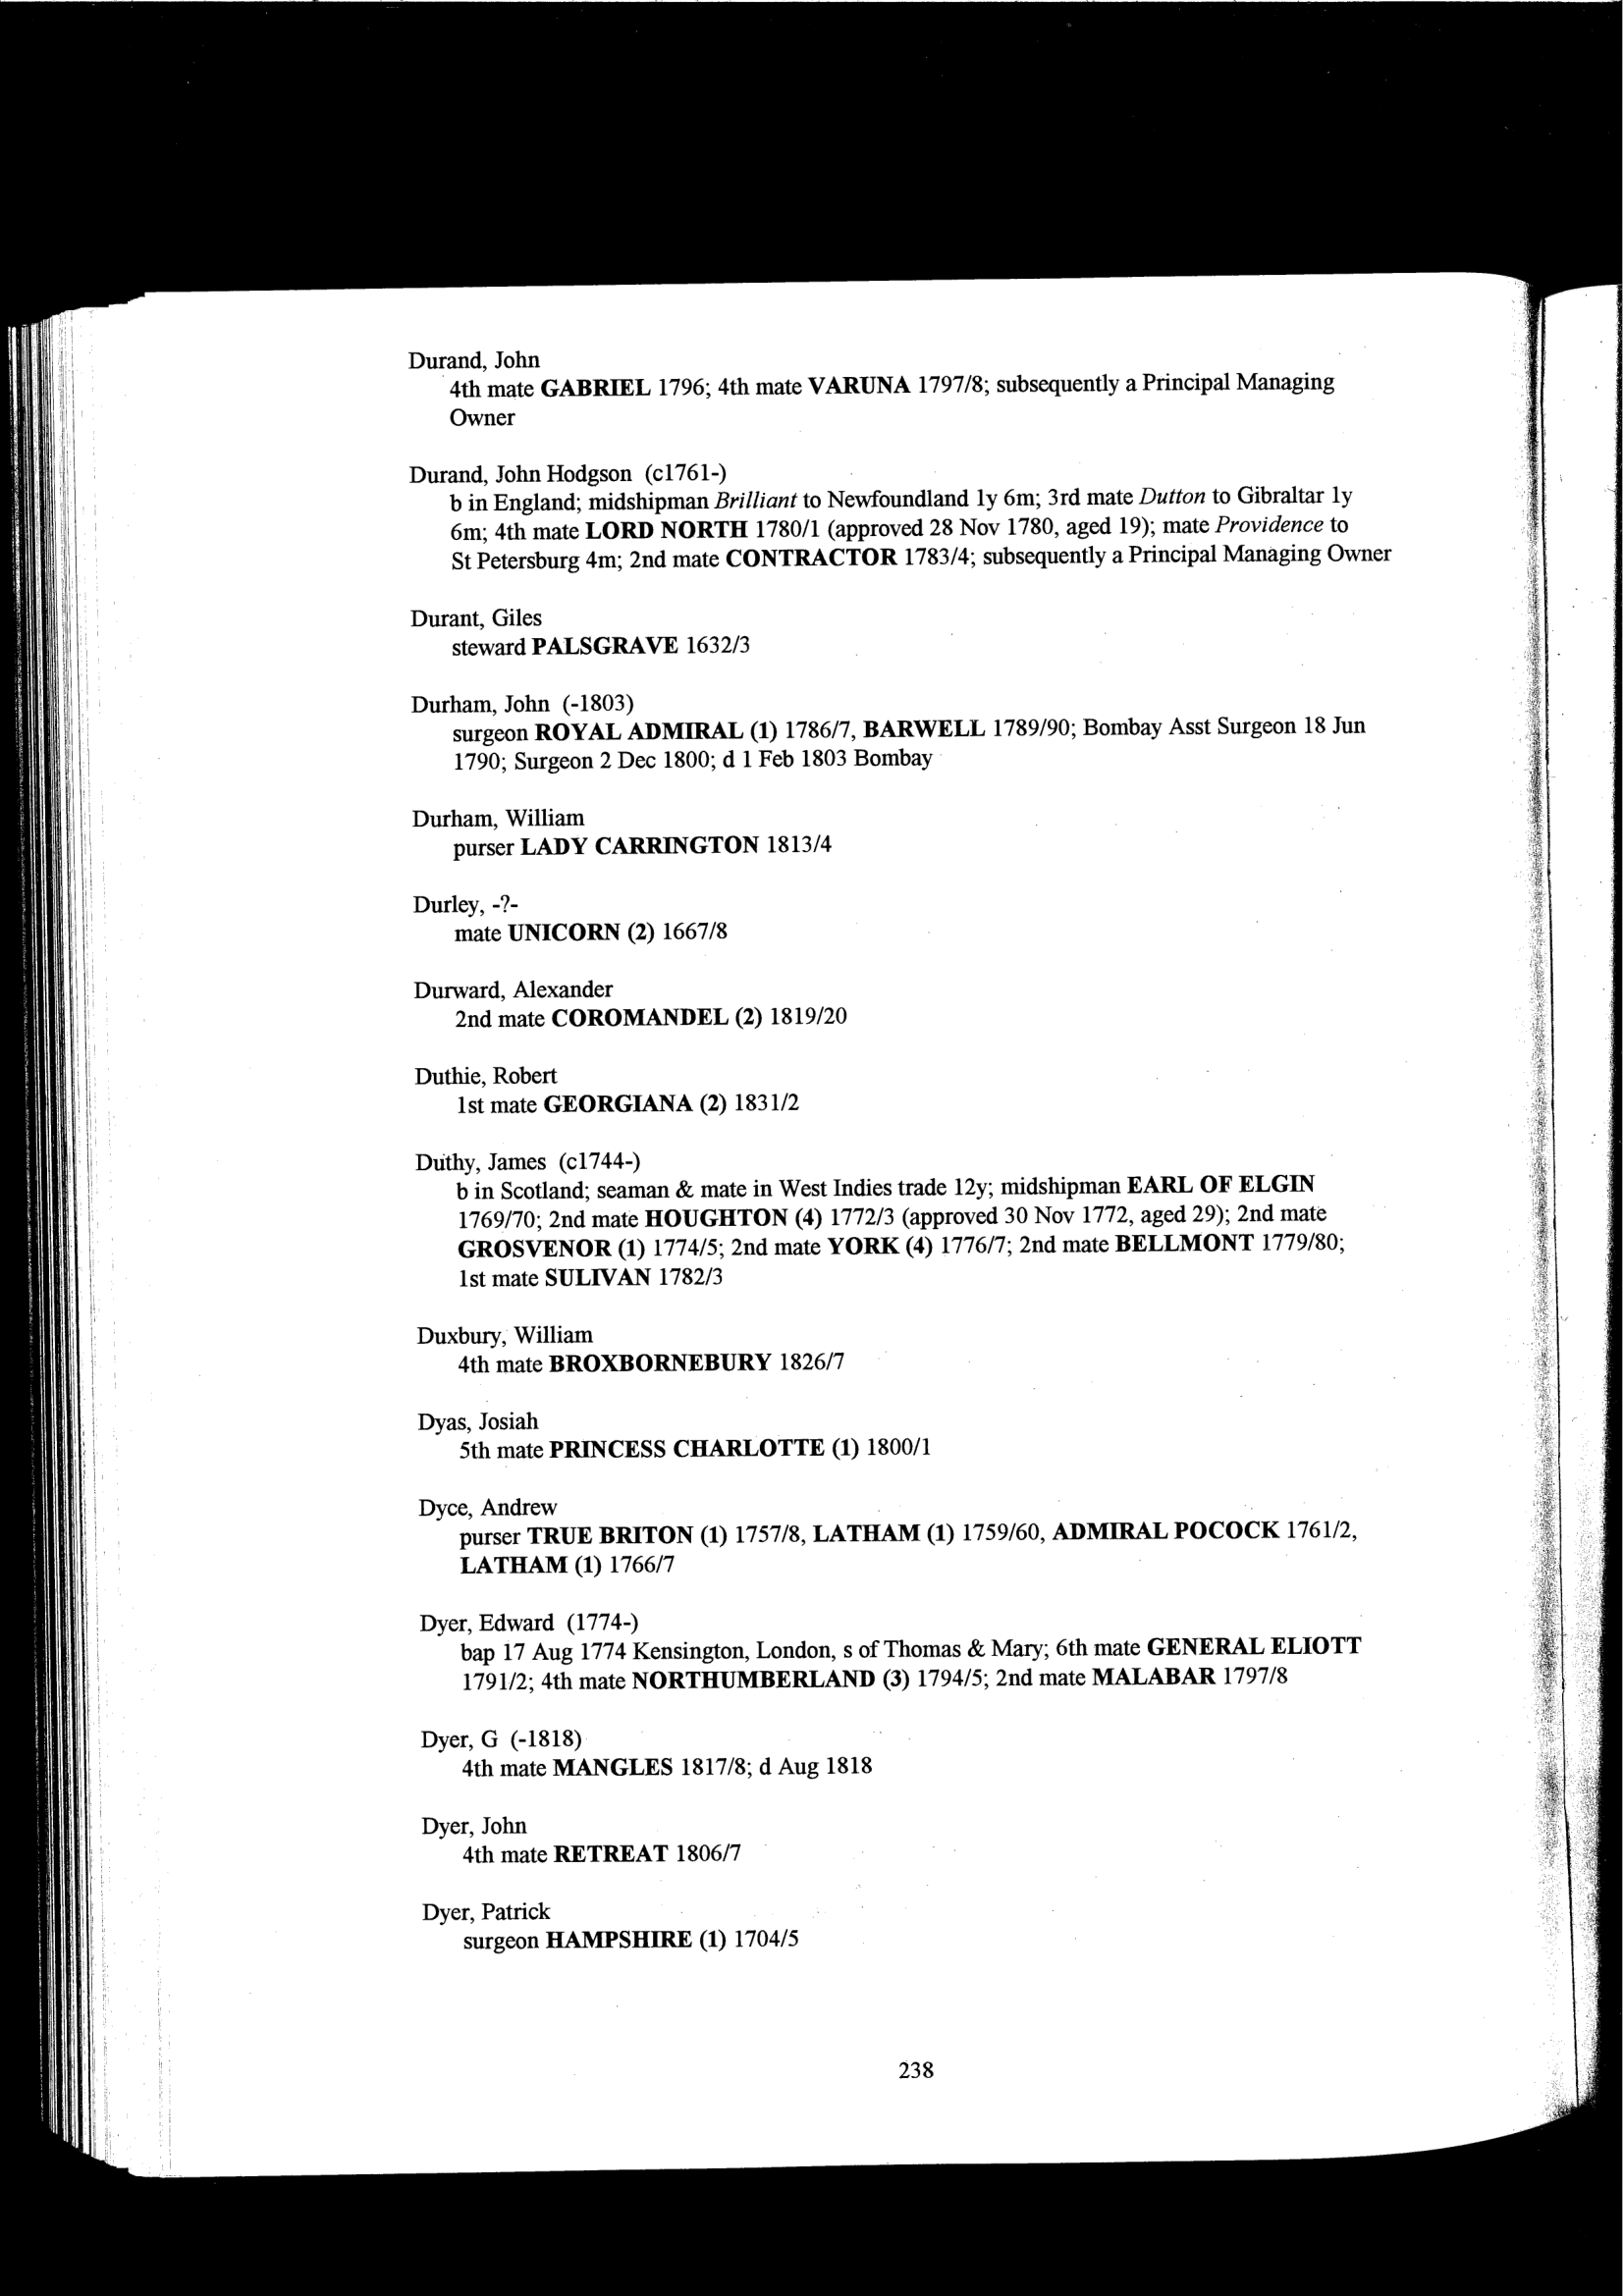 Durand, John
4th mate GABRIEL 1796; 4th mate VARUNA 1797/8; subsequently a Principal Managing
Owner
Durand, John Hodgson (c1761-)
b in England; midshipman Brilliant to Newfoundland 1y 6m; 3rd mate Dutton to Gibraltar 1y
6m; 4th mate LORD NORTH 1780/1 (approved 28 Nov 1780, aged 19); mate Providence to
St Petersburg 4m; 2nd mate CONTRACTOR 1783/4; subsequently a Principal Managing Owner
Durant, Giles
steward PALSGRAVE 1632/3
Durham, John (-1803)
surgeon ROYAL ADMIRAL (1) 1786/7, BARWELL 1789/90; Bombay Asst Surgeon 18 Jun
1790; Surgeon 2 Dec 1800; d 1 Feb 1803 Bombay
Durham, William
purser LADY CARRINGTON 1813/4
Durley, -?-
mate UNICORN (2) 1667/8
Durward, Alexander
2nd mate COROMANDEL (2) 1819/20
Duthie, Robert
1st mate GEORGIANA (2) 1831/2
Duthy, James (c1744-)
b in Scotland; seaman & mate in West Indies trade 12y; midshipman EARL OF ELGIN
1769/70; 2nd mate HOUGHTON (4) 1772/3 (approved 30 Nov 1772, aged 29); 2nd mate
GROSVENOR (1) 1774/5; 2nd mate YORK (4) 1776/7; 2nd mate BELLMONT 1779/80;
1st mate SULIVAN 1782/3
Duxbury, William
4th mate BROXBORNEBURY 1826/7
Dyas, Josiah
5th mate PRINCESS CHARLOTTE (1) 1800/1
Dyce, Andrew
purser TRUE BRITON (1) 1757/8, LATHAM (1) 1759/60, ADMIRAL POCOCK 1761/2,
LATHAM (1) 1766/7
Dyer, Edward (1774-)
bap 17 Aug 1774 Kensington, London, s of Thomas & Mary; 6th mate GENERAL ELIOTT
1791/2; 4th mate NORTHUMBERLAND (3) 1794/5; 2nd mate MALABAR 1797/8
Dyer, G (-1818)
4th mate MANGLES 1817/8; d Aug 1818
Dyer, John
4th mate RETREAT 1806/7
Dyer, Patrick
surgeon HAMPSHIRE (1) 1704/5
238